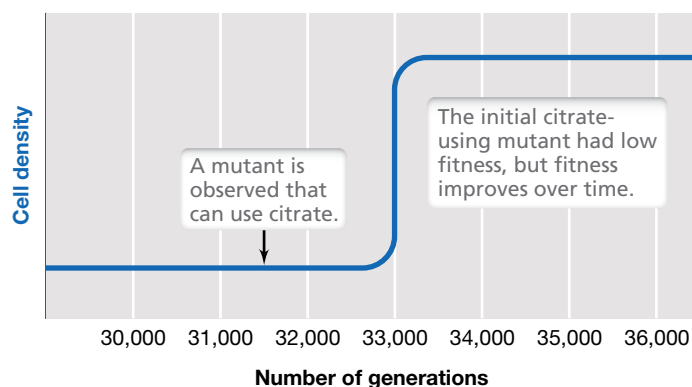 Cell density
A mutant is
observed that
can use citrate.
The initial citrate-
using mutant had low
fitness, but fitness
improves over time.
30,000 31,000 32,000 33,000 34,000 35,000 36,000
Number of generations